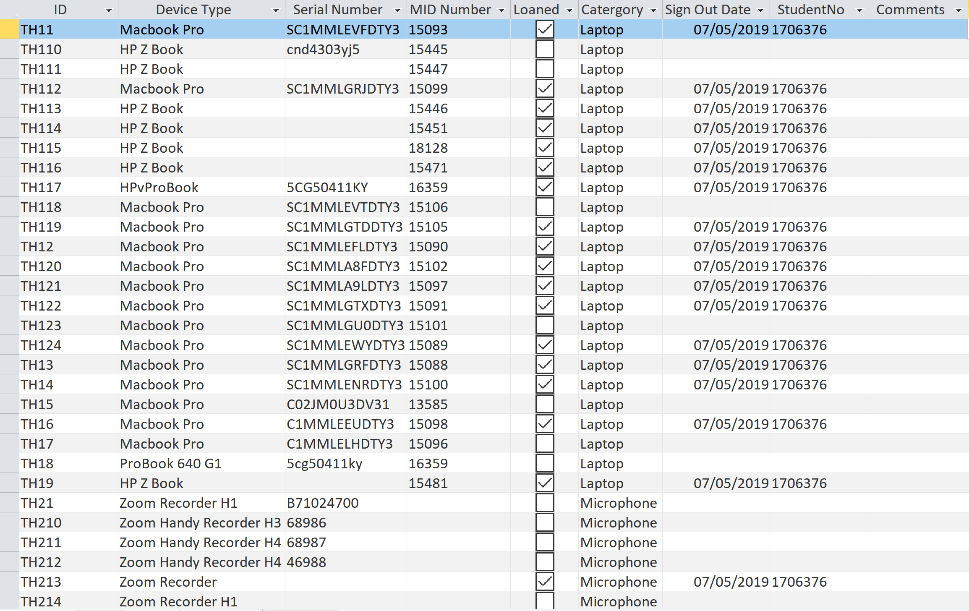 ID Device Type Serial Number MID Number Loaned Catergory Sign Out Date StudentNo Comments
TH11 Macbook Pro SC1MMLEVFDTY3 15093 Laptop 07/05/2019 1706376
TH110 HP Z Book cnd4303yj5 15445 Laptop
TH111 HP Z Book 15447 Laptop
TH112 Macbook Pro SC1MMLGRJDTY3 15099 Laptop 07/05/2019 1706376
TH113 HP Z Book 15446 Laptop 07/05/2019 1706376
TH114 HP Z Book 15451 Laptop 07/05/2019 1706376
TH115 HP Z Book 18128 Laptop 07/05/2019 1706376
TH116 HP Z Book 15471 Laptop 07/05/2019 1706376
TH117 HPvProBook 5CG50411KY 16359 Laptop 07/05/2019 1706376
TH118 Macbook Pro SC1MMLEVTDTY3 15106 Laptop
TH119 Macbook Pro SC1MMLGTDDTY3 15105 Laptop 07/05/2019 1706376
TH12 Macbook Pro SC1MMLEFLDTY3 15090 Laptop 07/05/2019 1706376
TH120 Macbook Pro SC1MMLA8FDTY3 15102 Laptop 07/05/2019 1706376
TH121 Macbook Pro SC1MMLA9LDTY3 15097 Laptop 07/05/2019 1706376
TH122 Macbook Pro SC1MMLGTXDTY3 15091 Laptop 07/05/2019 1706376
TH123 Macbook Pro SC1MMLGU0DTY3 15101 Laptop
TH124 Macbook Pro SC1MMLEWYDTY3 15089 Laptop 07/05/2019 1706376
TH13 Macbook Pro SC1MMLGRFDTY3 15088 Laptop 07/05/2019 1706376
TH14 Macbook Pro SC1MMLENRDTY3 15100 Laptop 07/05/2019 1706376
TH15 Macbook Pro C02JM0U3DV31 13585 Laptop
TH16 Macbook Pro C1MMLEEUDTY3 15098 Laptop 07/05/2019 1706376
TH17 Macbook Pro C1MMLELHDTY3 15096 Laptop
TH18 ProBook 640 G1 5cg50411ky 16359 Laptop
TH19 HP Z Book 15481 Laptop 07/05/2019 1706376
TH21 Zoom Recorder H1 B71024700 Microphone
TH210 Zoom Handy Recorder H3 68986 Microphone
TH211 Zoom Handy Recorder H4 68987 Microphone
TH212 Zoom Handy Recorder H4 46988 Microphone
TH213 Zoom Recorder Microphone 07/05/2019 1706376
TH214 Zoom Recorder H1 Microphone